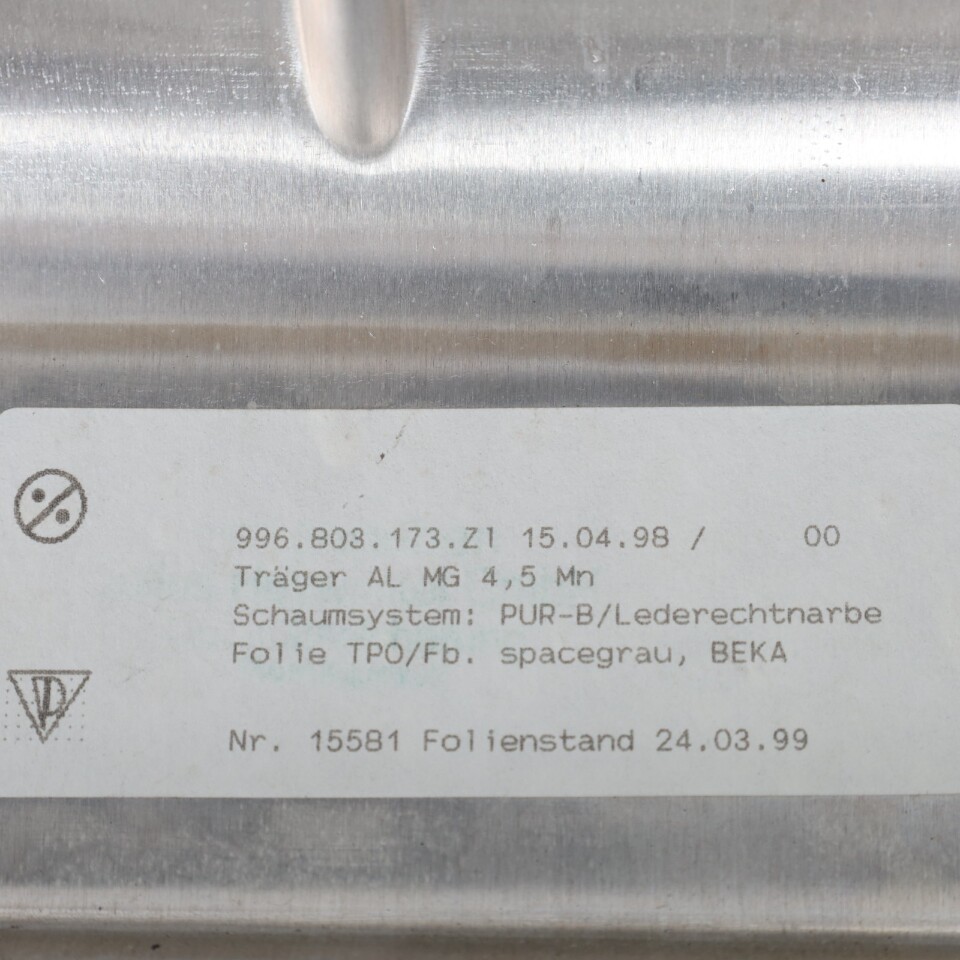 996.803.173.Z1 15.04.98 / 00
Träger AL MG 4,5 Mn
Schaumsystem: PUR-B/Lederechtnarbe
Folie TPO/Fb. spacegrau, BEKA
Nr. 15581 Folienstand 24.03.99